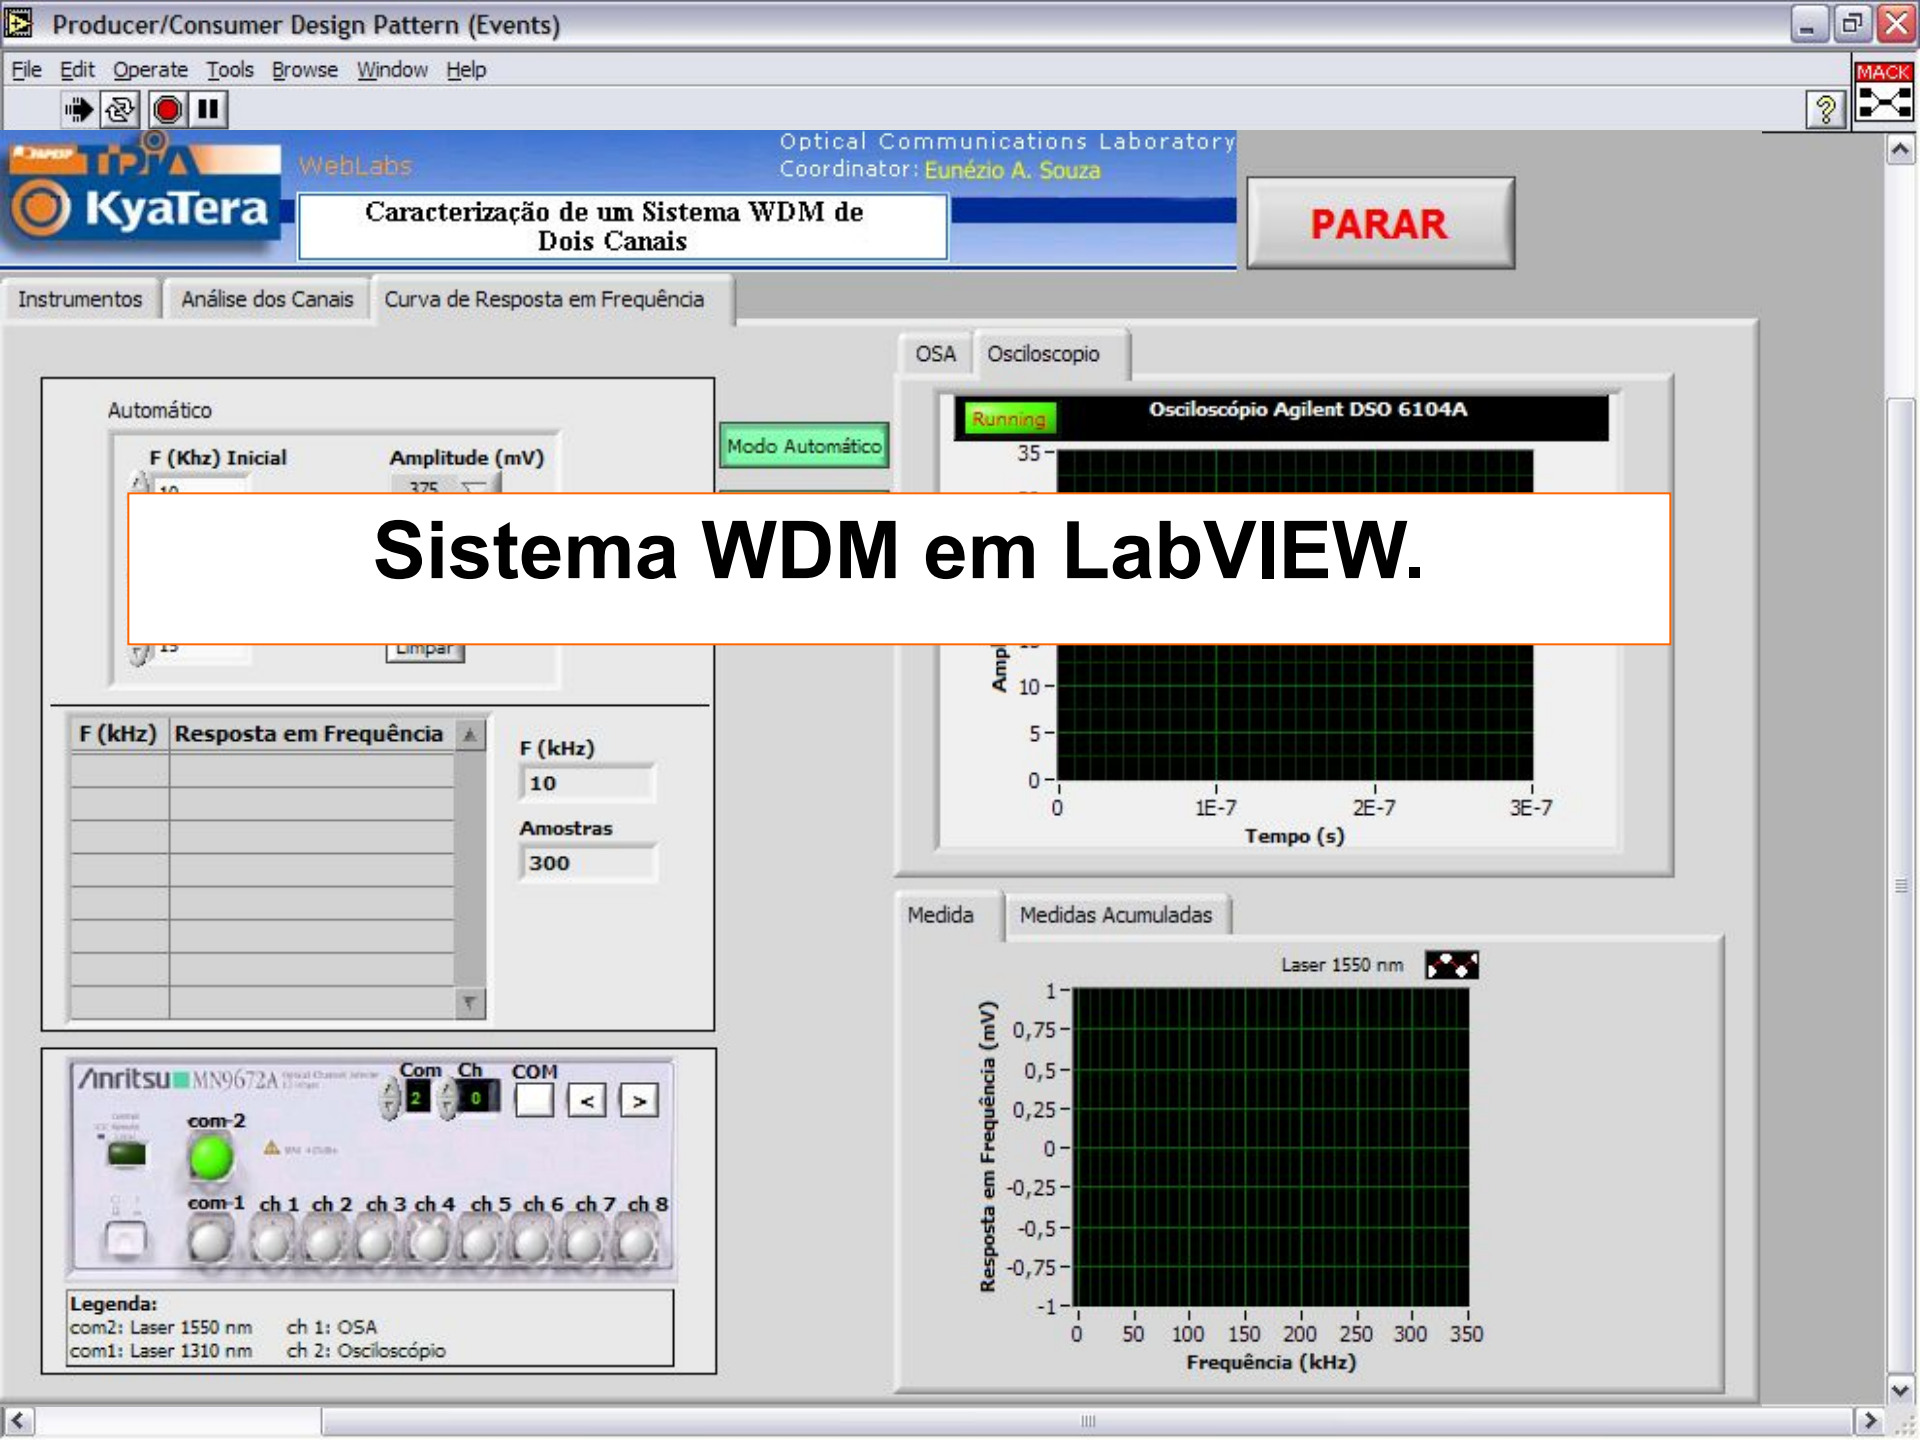 Producer/Consumer Design Pattern (Events)
File Edit Operate Tools Browse Window Help
MACK
FAPESP TIDIA
KyaTera
WebLabs
Optical Communications Laboratory
Coordinator: Eunézio A. Souza
Caracterização de um Sistema WDM de
Dois Canais
PARAR
Instrumentos Análise dos Canais Curva de Resposta em Frequência
OSA Osciloscopio
Automático
F (Khz) Inicial Amplitude (mV)
10 375
Modo Automático
Running Osciloscópio Agilent DSO 6104A
35
Sistema WDM em LabVIEW.
15 Limpar
10
5
0
0 1E-7 2E-7 3E-7
Tempo (s)
F (kHz) Resposta em Frequência
F (kHz)
10
Amostras
300
Medida Medidas Acumuladas
Laser 1550 nm
Resposta em Frequência (mV)
1
0,75
0,5
0,25
0
-0,25
-0,5
-0,75
-1
0 50 100 150 200 250 300 350
Frequência (kHz)
Anritsu MN9672A
Com Ch COM
2 0 < >
com-2
com-1 ch 1 ch 2 ch 3 ch 4 ch 5 ch 6 ch 7 ch 8
Legenda:
com2: Laser 1550 nm ch 1: OSA
com1: Laser 1310 nm ch 2: Osciloscópio